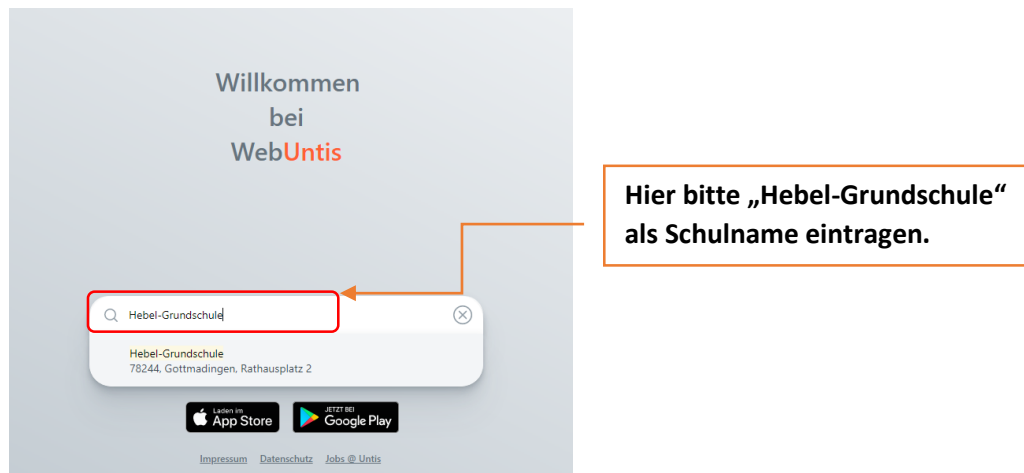 Willkommen
bei
WebUntis
Hier bitte „Hebel-Grundschule“
als Schulname eintragen.
Hebel-Grundschule
Hebel-Grundschule
78244, Gottmadingen, Rathausplatz 2
Laden im
App Store
JETZT BEI
Google Play
Impressum Datenschutz Jobs @ Untis